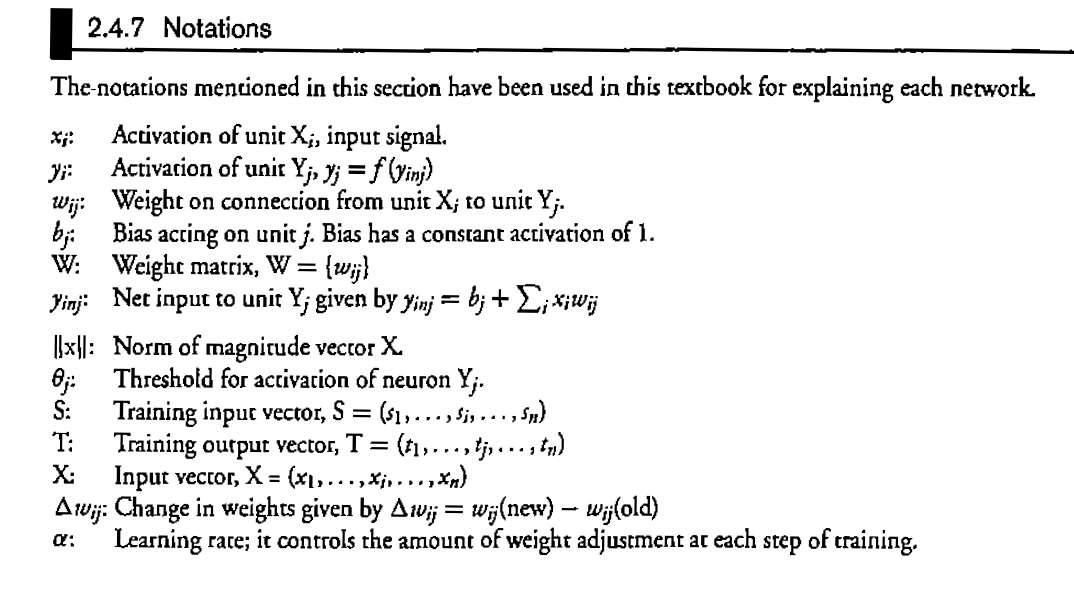 2.4.7 Notations
The notations mentioned in this section have been used in this textbook for explaining each network.
xᵢ: Activation of unit Xᵢ, input signal.
yⱼ: Activation of unit Yⱼ, yⱼ = f(yᵢₙⱼ)
wᵢⱼ: Weight on connection from unit Xᵢ to unit Yⱼ.
bⱼ: Bias acting on unit j. Bias has a constant activation of 1.
W: Weight matrix, W = {wᵢⱼ}
yᵢₙⱼ: Net input to unit Yⱼ given by yᵢₙⱼ = bⱼ + ∑ᵢ xᵢwᵢⱼ
||x||: Norm of magnitude vector X.
θⱼ: Threshold for activation of neuron Yⱼ.
S: Training input vector, S = (s₁, . . . , sᵢ, . . . , sₙ)
T: Training output vector, T = (t₁, . . . , tⱼ, . . . , tₙ)
X: Input vector, X = (x₁, . . . , xᵢ, . . . , xₙ)
Δwᵢⱼ: Change in weights given by Δwᵢⱼ = wᵢⱼ(new) − wᵢⱼ(old)
α: Learning rate; it controls the amount of weight adjustment at each step of training.